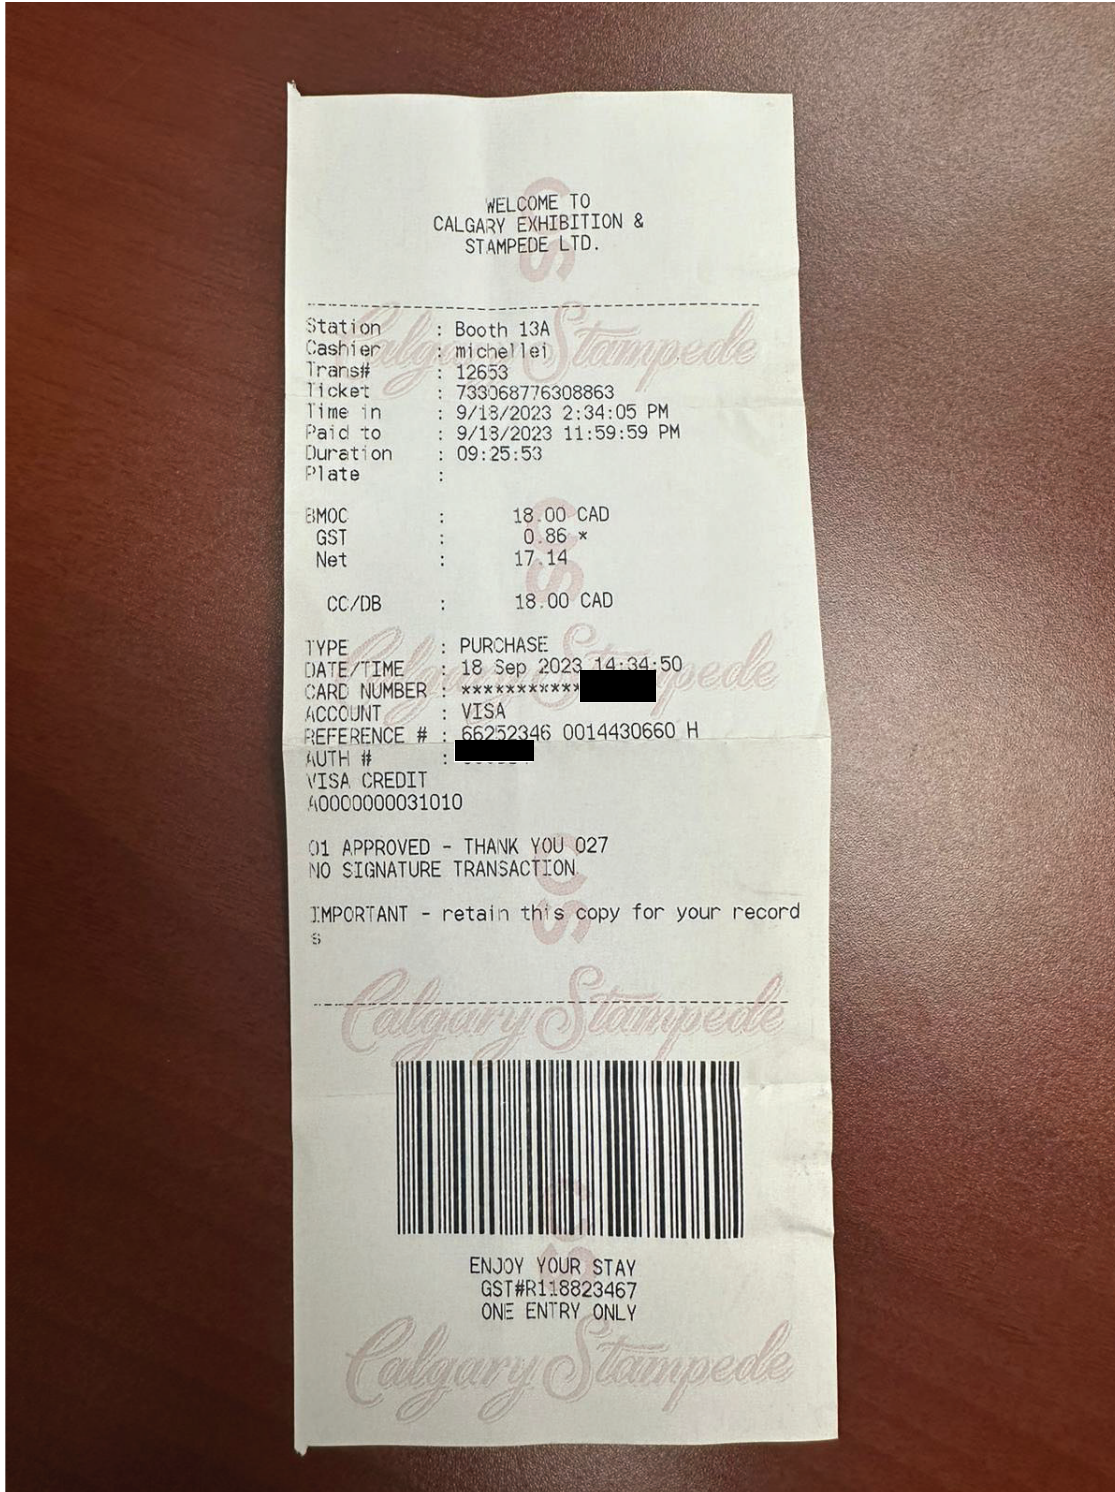 WELCOME TO
CALGARY EXHIBITION &
STAMPEDE LTD.
Station : Booth 13A
Cashier : michellei
Trans# : 12653
Ticket : 733068776308863
Time in : 9/18/2023 2:34:05 PM
Paid to : 9/18/2023 11:59:59 PM
Duration : 09:25:53
Plate :
BMOC : 18.00 CAD
GST : 0.86 *
Net : 17.14
CC/DB : 18.00 CAD
TYPE : PURCHASE
DATE/TIME : 18 Sep 2023 14:34:50
CARD NUMBER : ************
ACCOUNT : VISA
REFERENCE # : 66252346 0014430660 H
AUTH # :
VISA CREDIT
A0000000031010
01 APPROVED - THANK YOU 027
NO SIGNATURE TRANSACTION
IMPORTANT - retain this copy for your record
s
Calgary Stampede
ENJOY YOUR STAY
GST#R118823467
ONE ENTRY ONLY
Calgary Stampede